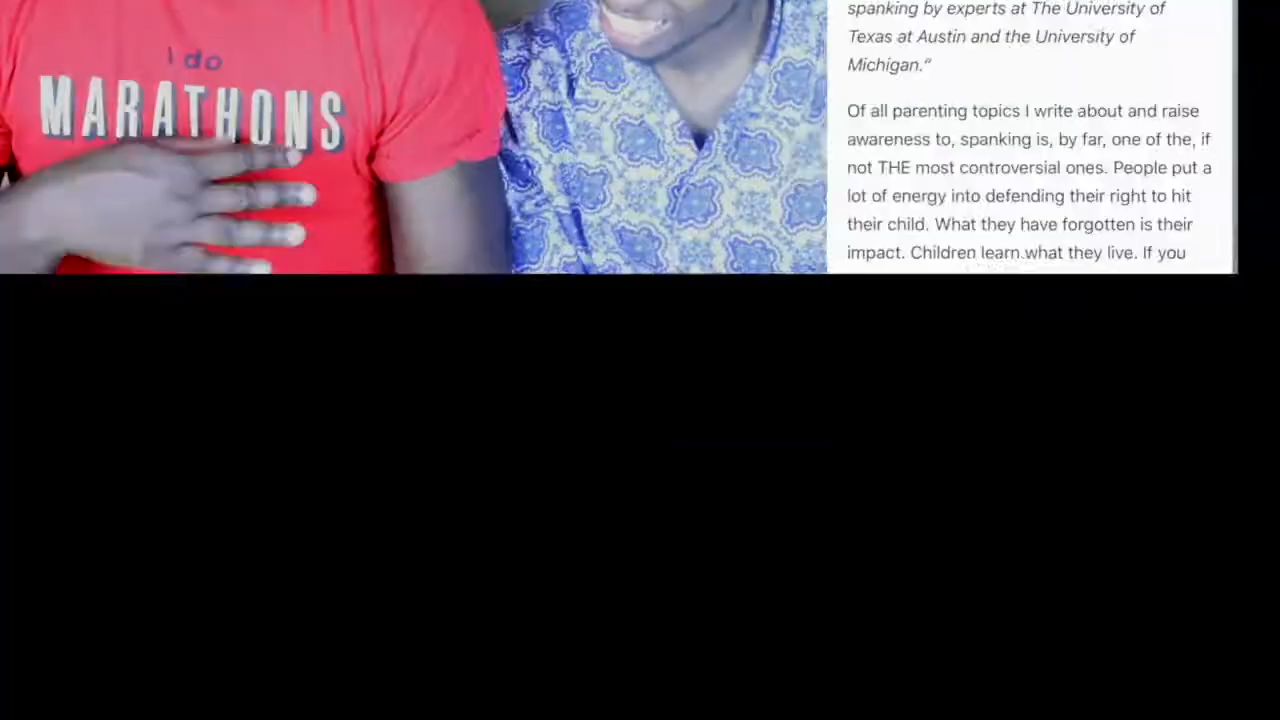 I do
MARATHONS
spanking by experts at The University of
Texas at Austin and the University of
Michigan.“
Of all parenting topics I write about and raise
awareness to, spanking is, by far, one of the, if
not THE most controversial ones. People put a
lot of energy into defending their right to hit
their child. What they have forgotten is their
impact. Children learn what they live. If you